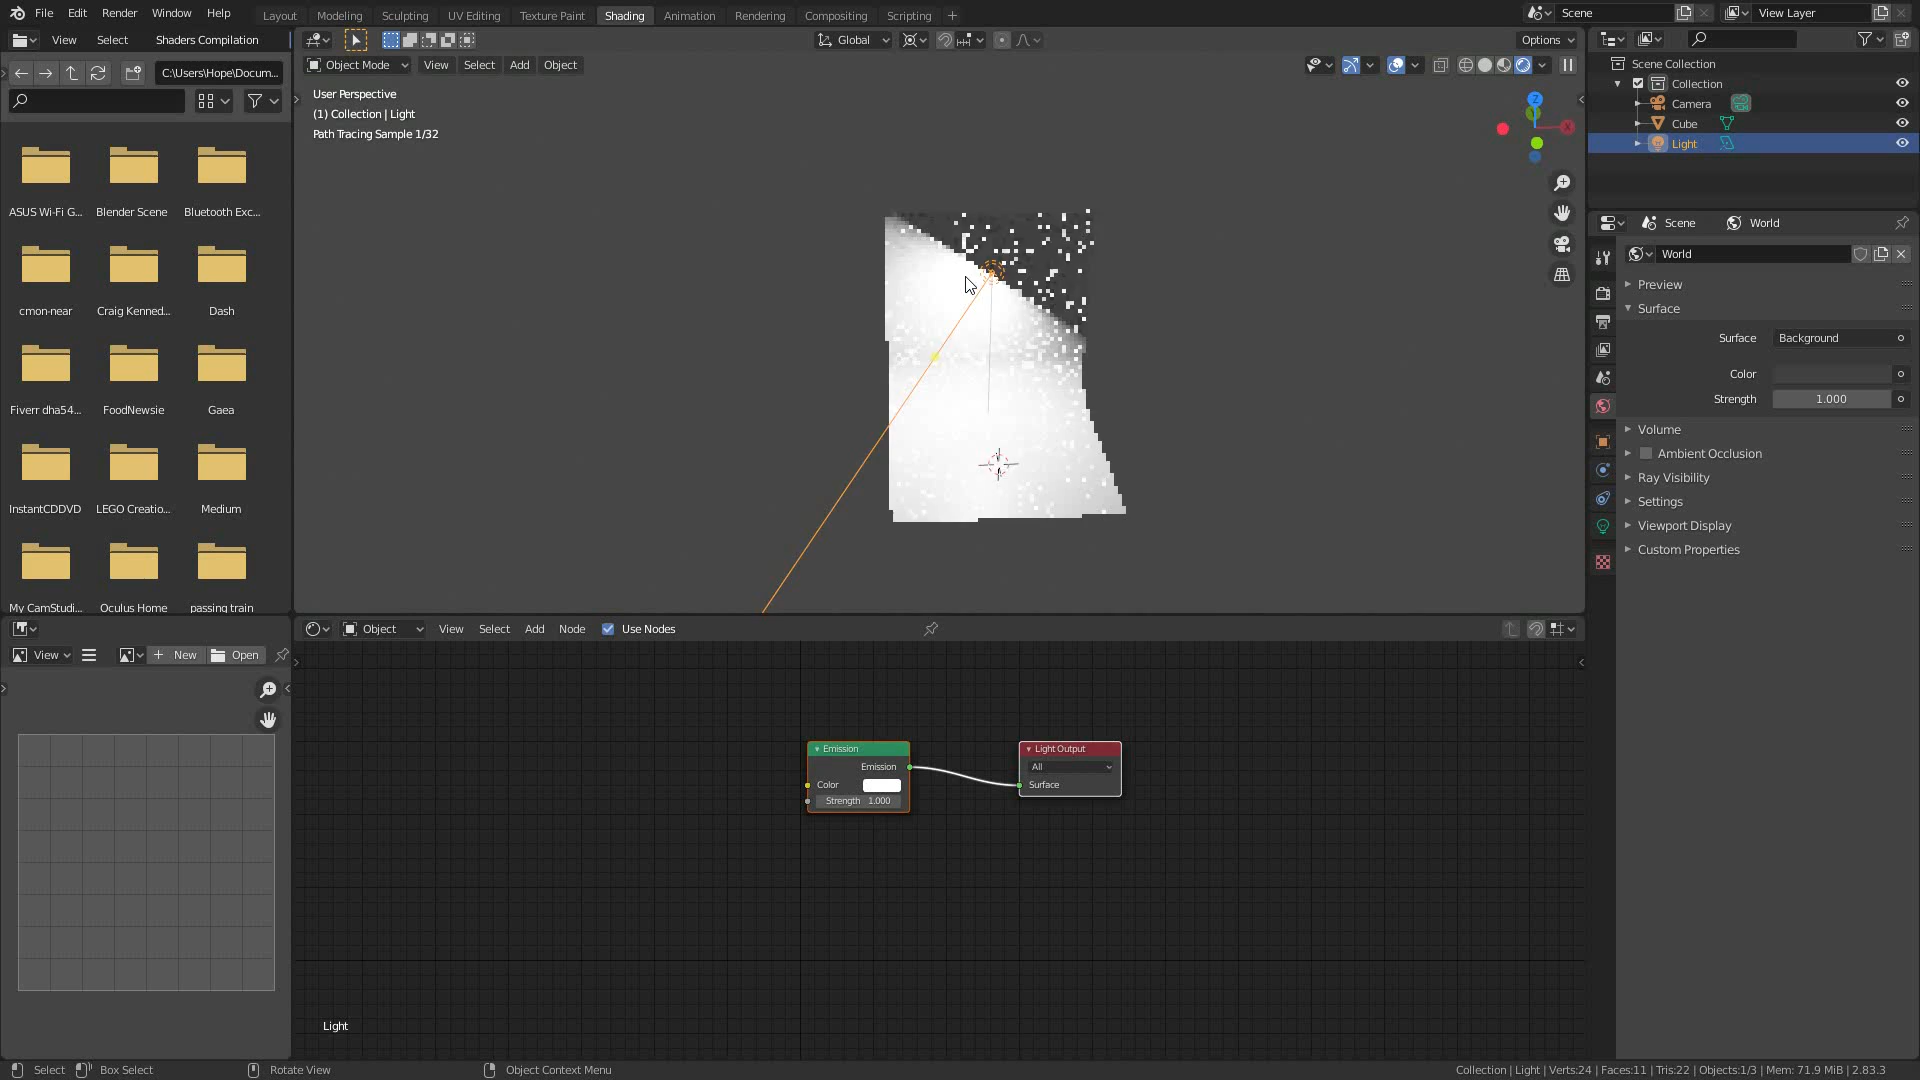 File Edit Render Window Help
Layout Modeling Sculpting UV Editing Texture Paint Shading Animation Rendering Compositing Scripting +
Scene
View Layer
View Select Shaders Compilation
Global
Options
C:\Users\Hope\Docum...
Object Mode View Select Add Object
User Perspective
(1) Collection | Light
Path Tracing Sample 1/32
ASUS Wi-Fi G... Blender Scene Bluetooth Exc...
cmon-near Craig Kenned... Dash
Fiverr dha54... FoodNewsie Gaea
InstantCDDVD LEGO Creatio... Medium
My CamStudi... Oculus Home passing train
Z
X
Scene Collection
Collection
Camera
Cube
Light
Scene World
World
Preview
Surface
Surface Background
Color
Strength 1.000
Volume
Ambient Occlusion
Ray Visibility
Settings
Viewport Display
Custom Properties
View New Open
Object View Select Add Node Use Nodes
Emission
Emission
Color
Strength 1.000
Light Output
All
Surface
Light
Select Box Select Rotate View Object Context Menu
Collection | Light | Verts:24 | Faces:11 | Tris:22 | Objects:1/3 | Mem: 71.9 MiB | 2.83.3